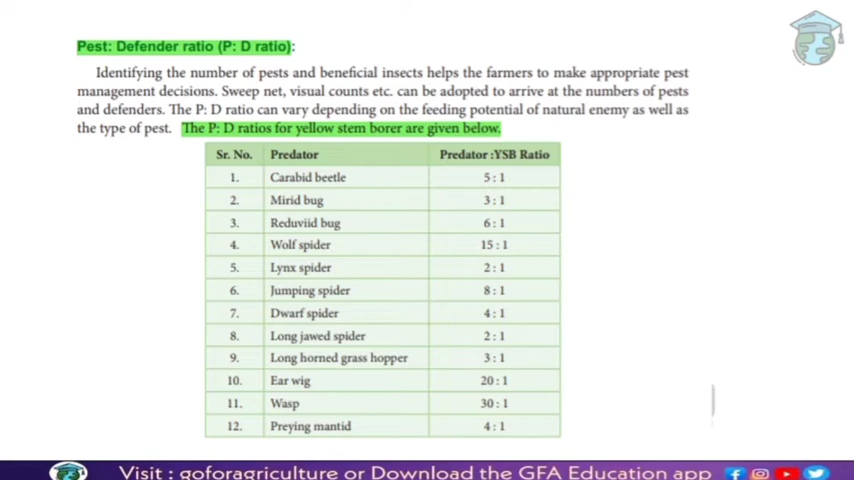 Pest: Defender ratio (P: D ratio):
Identifying the number of pests and beneficial insects helps the farmers to make appropriate pest
management decisions. Sweep net, visual counts etc. can be adopted to arrive at the numbers of pests
and defenders. The P: D ratio can vary depending on the feeding potential of natural enemy as well as
the type of pest. The P: D ratios for yellow stem borer are given below.
Sr. No. Predator Predator :YSB Ratio
1. Carabid beetle 5 : 1
2. Mirid bug 3 : 1
3. Reduviid bug 6 : 1
4. Wolf spider 15 : 1
5. Lynx spider 2 : 1
6. Jumping spider 8 : 1
7. Dwarf spider 4 : 1
8. Long jawed spider 2 : 1
9. Long horned grass hopper 3 : 1
10. Ear wig 20 : 1
11. Wasp 30 : 1
12. Preying mantid 4 : 1
Visit : goforagriculture or Download the GFA Education app